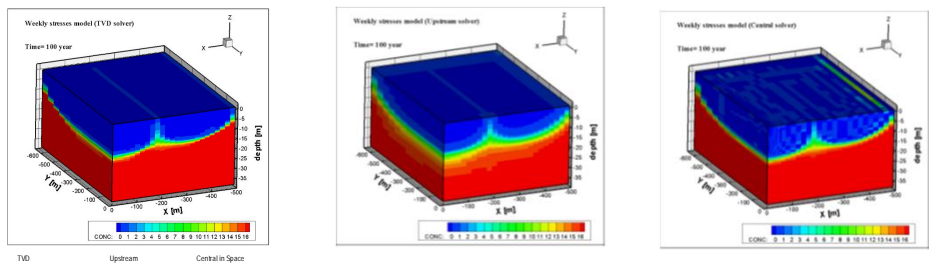 Weekly stresses model (TVD solver)
Time= 100 year
Z
X
Y
0
-5
-10
-15
-20
-25
-30
-35
depth [m]
-600
-500
-400
-300
-200
-100
0
Y [m]
0
-100
-200
-300
-400
-500
X [m]
CONC: 0 1 2 3 4 5 6 7 8 9 10 11 12 13 14 15 16
Weekly stresses model (Upstream solver)
Time= 100 year
Z
X
Y
0
-5
-10
-15
-20
-25
-30
-35
depth [m]
-600
-500
-400
-300
-200
-100
0
Y [m]
0
-100
-200
-300
-400
-500
X [m]
CONC: 0 1 2 3 4 5 6 7 8 9 10 11 12 13 14 15 16
Weekly stresses model (Central solver)
Time= 100 year
Z
X
Y
0
-5
-10
-15
-20
-25
-30
-35
depth [m]
-600
-500
-400
-300
-200
-100
0
Y [m]
0
-100
-200
-300
-400
-500
X [m]
CONC: 0 1 2 3 4 5 6 7 8 9 10 11 12 13 14 15 16
TVD Upstream Central in Space